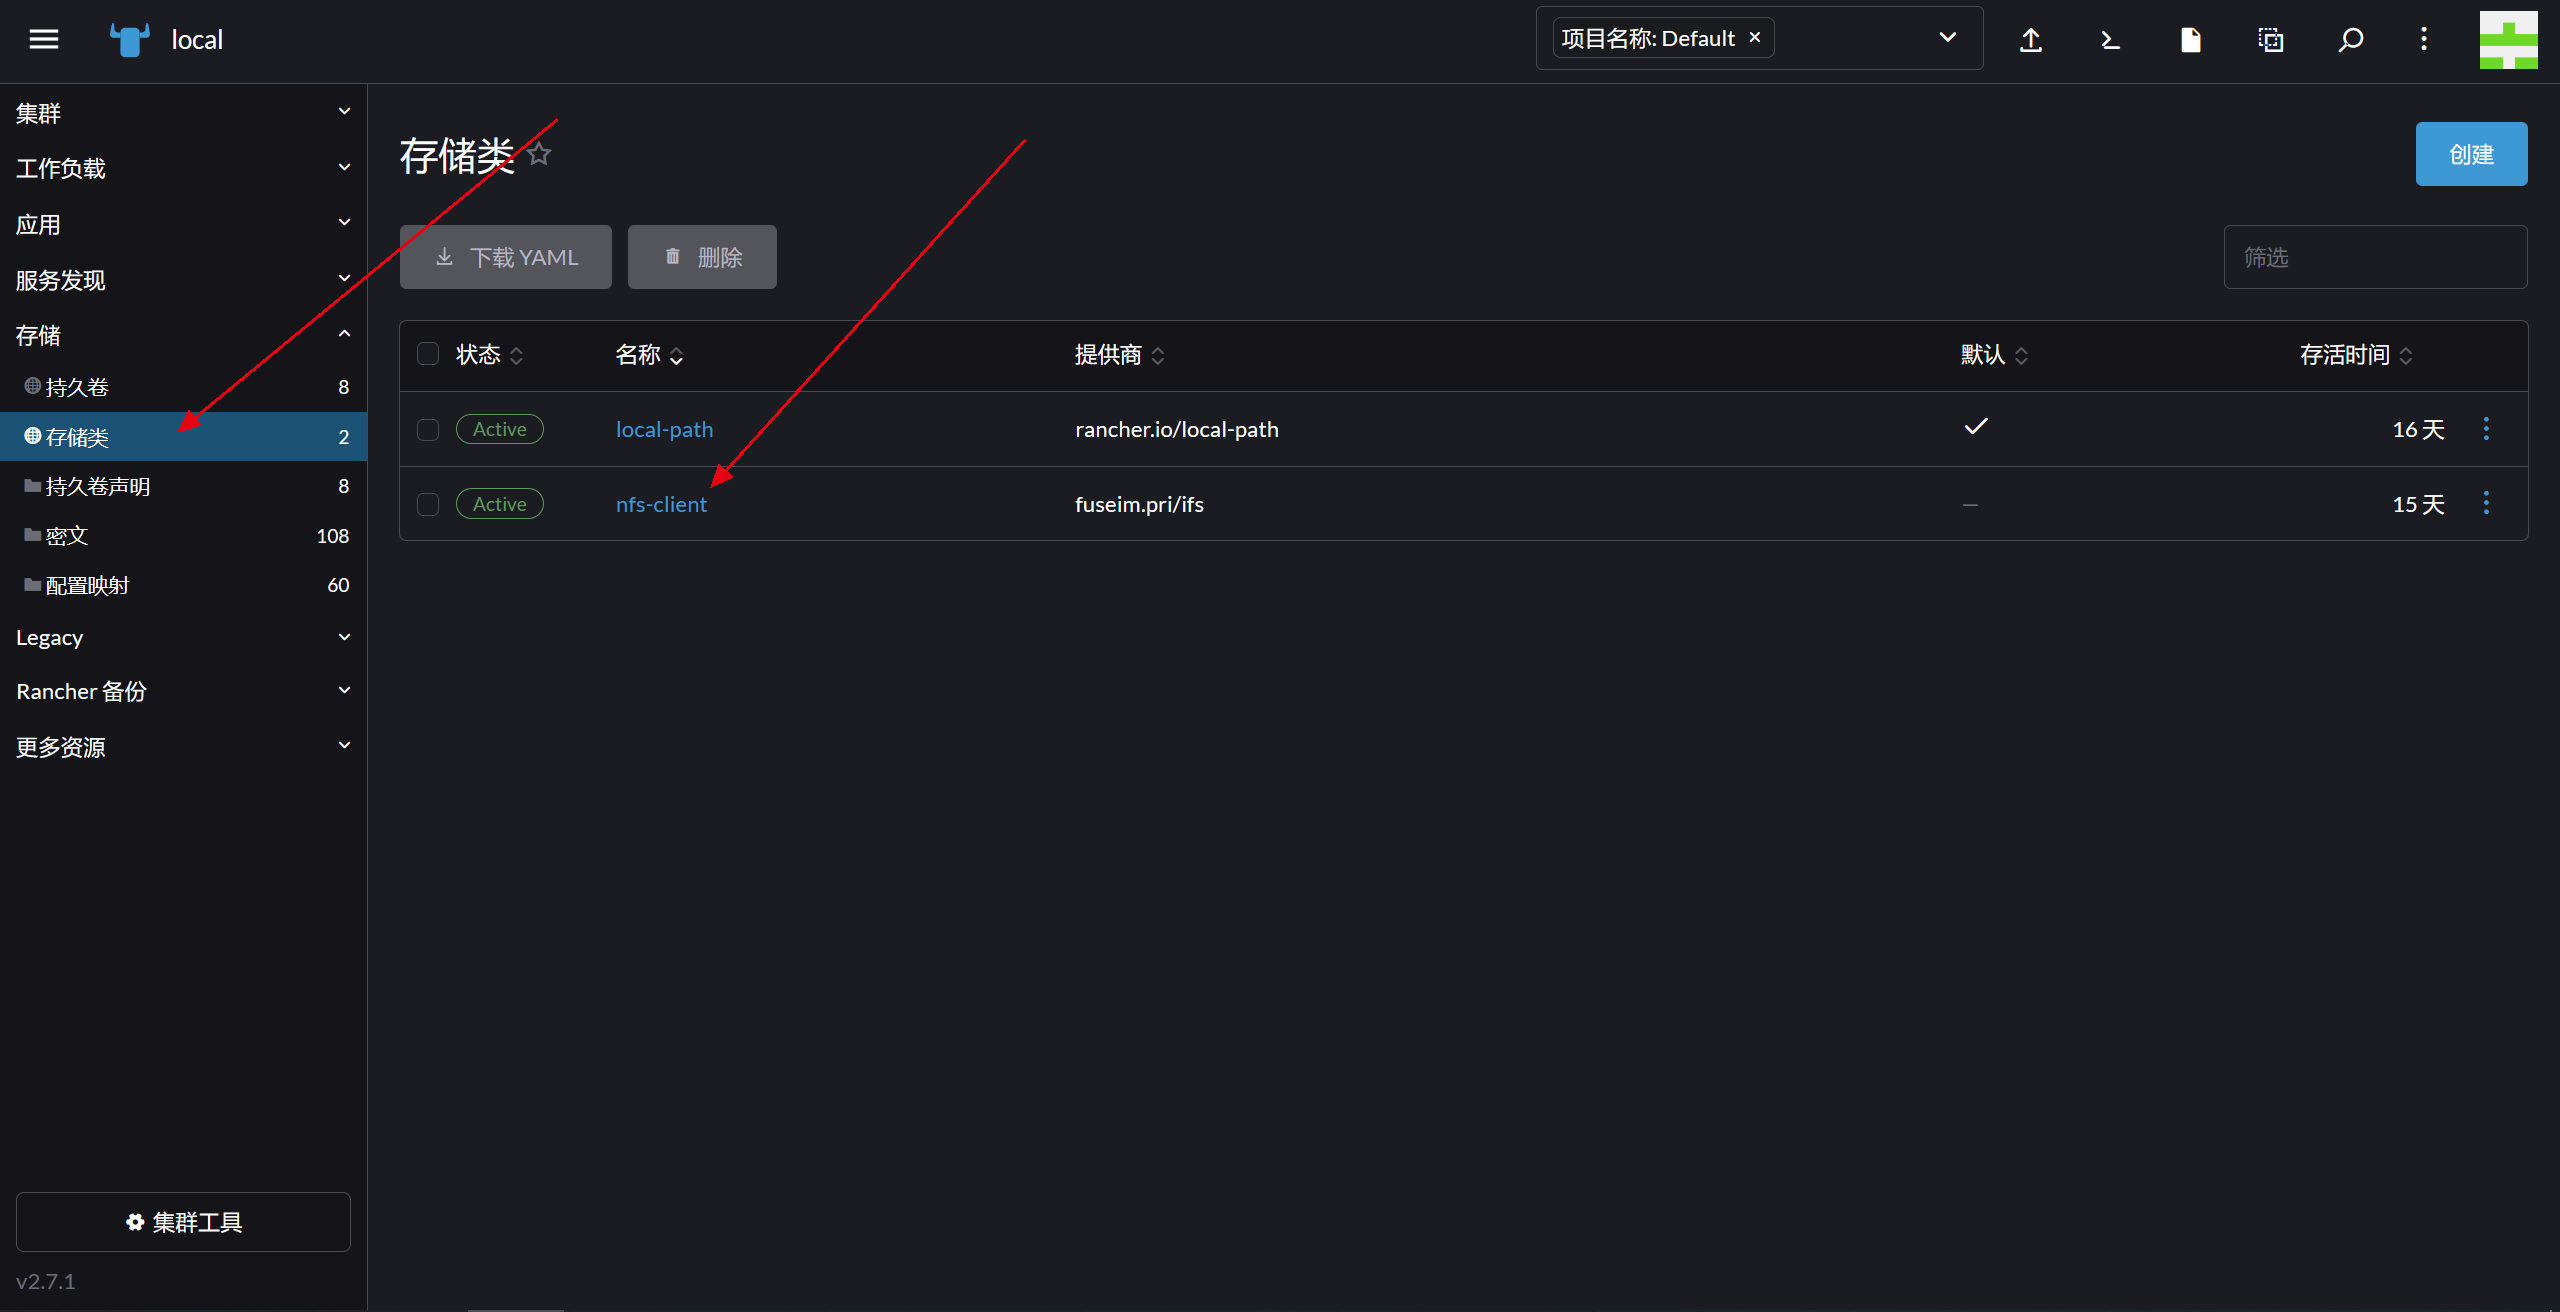 local
项目名称: Default ×
集群
工作负载
应用
服务发现
存储
持久卷 8
存储类 2
持久卷声明 8
密文 108
配置映射 60
Legacy
Rancher 备份
更多资源
集群工具
v2.7.1
存储类
创建
下载 YAML
删除
筛选
状态 名称 提供商 默认 存活时间
Active local-path rancher.io/local-path 16 天
Active nfs-client fuseim.pri/ifs — 15 天